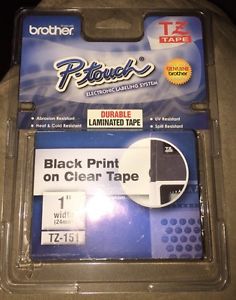 brother
TZ
TAPE
P-touch
GENUINE
brother
ELECTRONIC LABELING SYSTEM
DURABLE
LAMINATED TAPE
• Abrasion Resistant
• Heat & Cold Resistant
• UV Resistant
• Spill Resistant
Black Print
on Clear Tape
1"
width
(24mm)
TZ-151